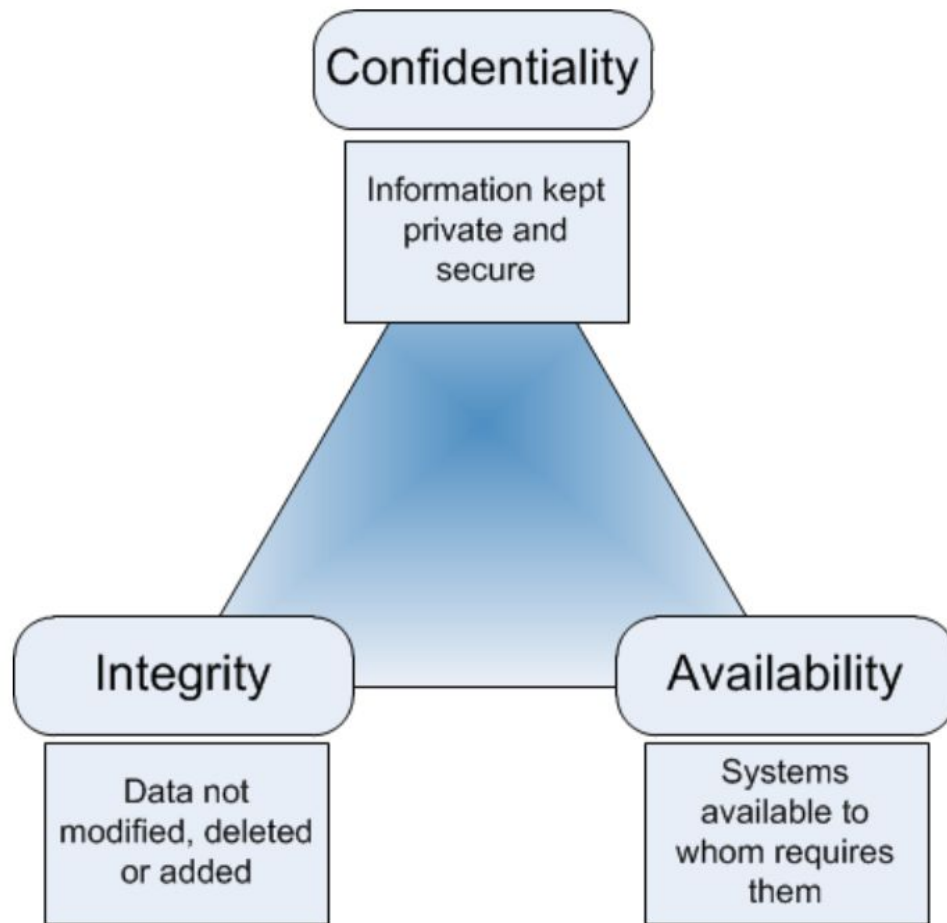 Confidentiality
Information kept
private and
secure
Integrity
Data not
modified, deleted
or added
Availability
Systems
available to
whom requires
them